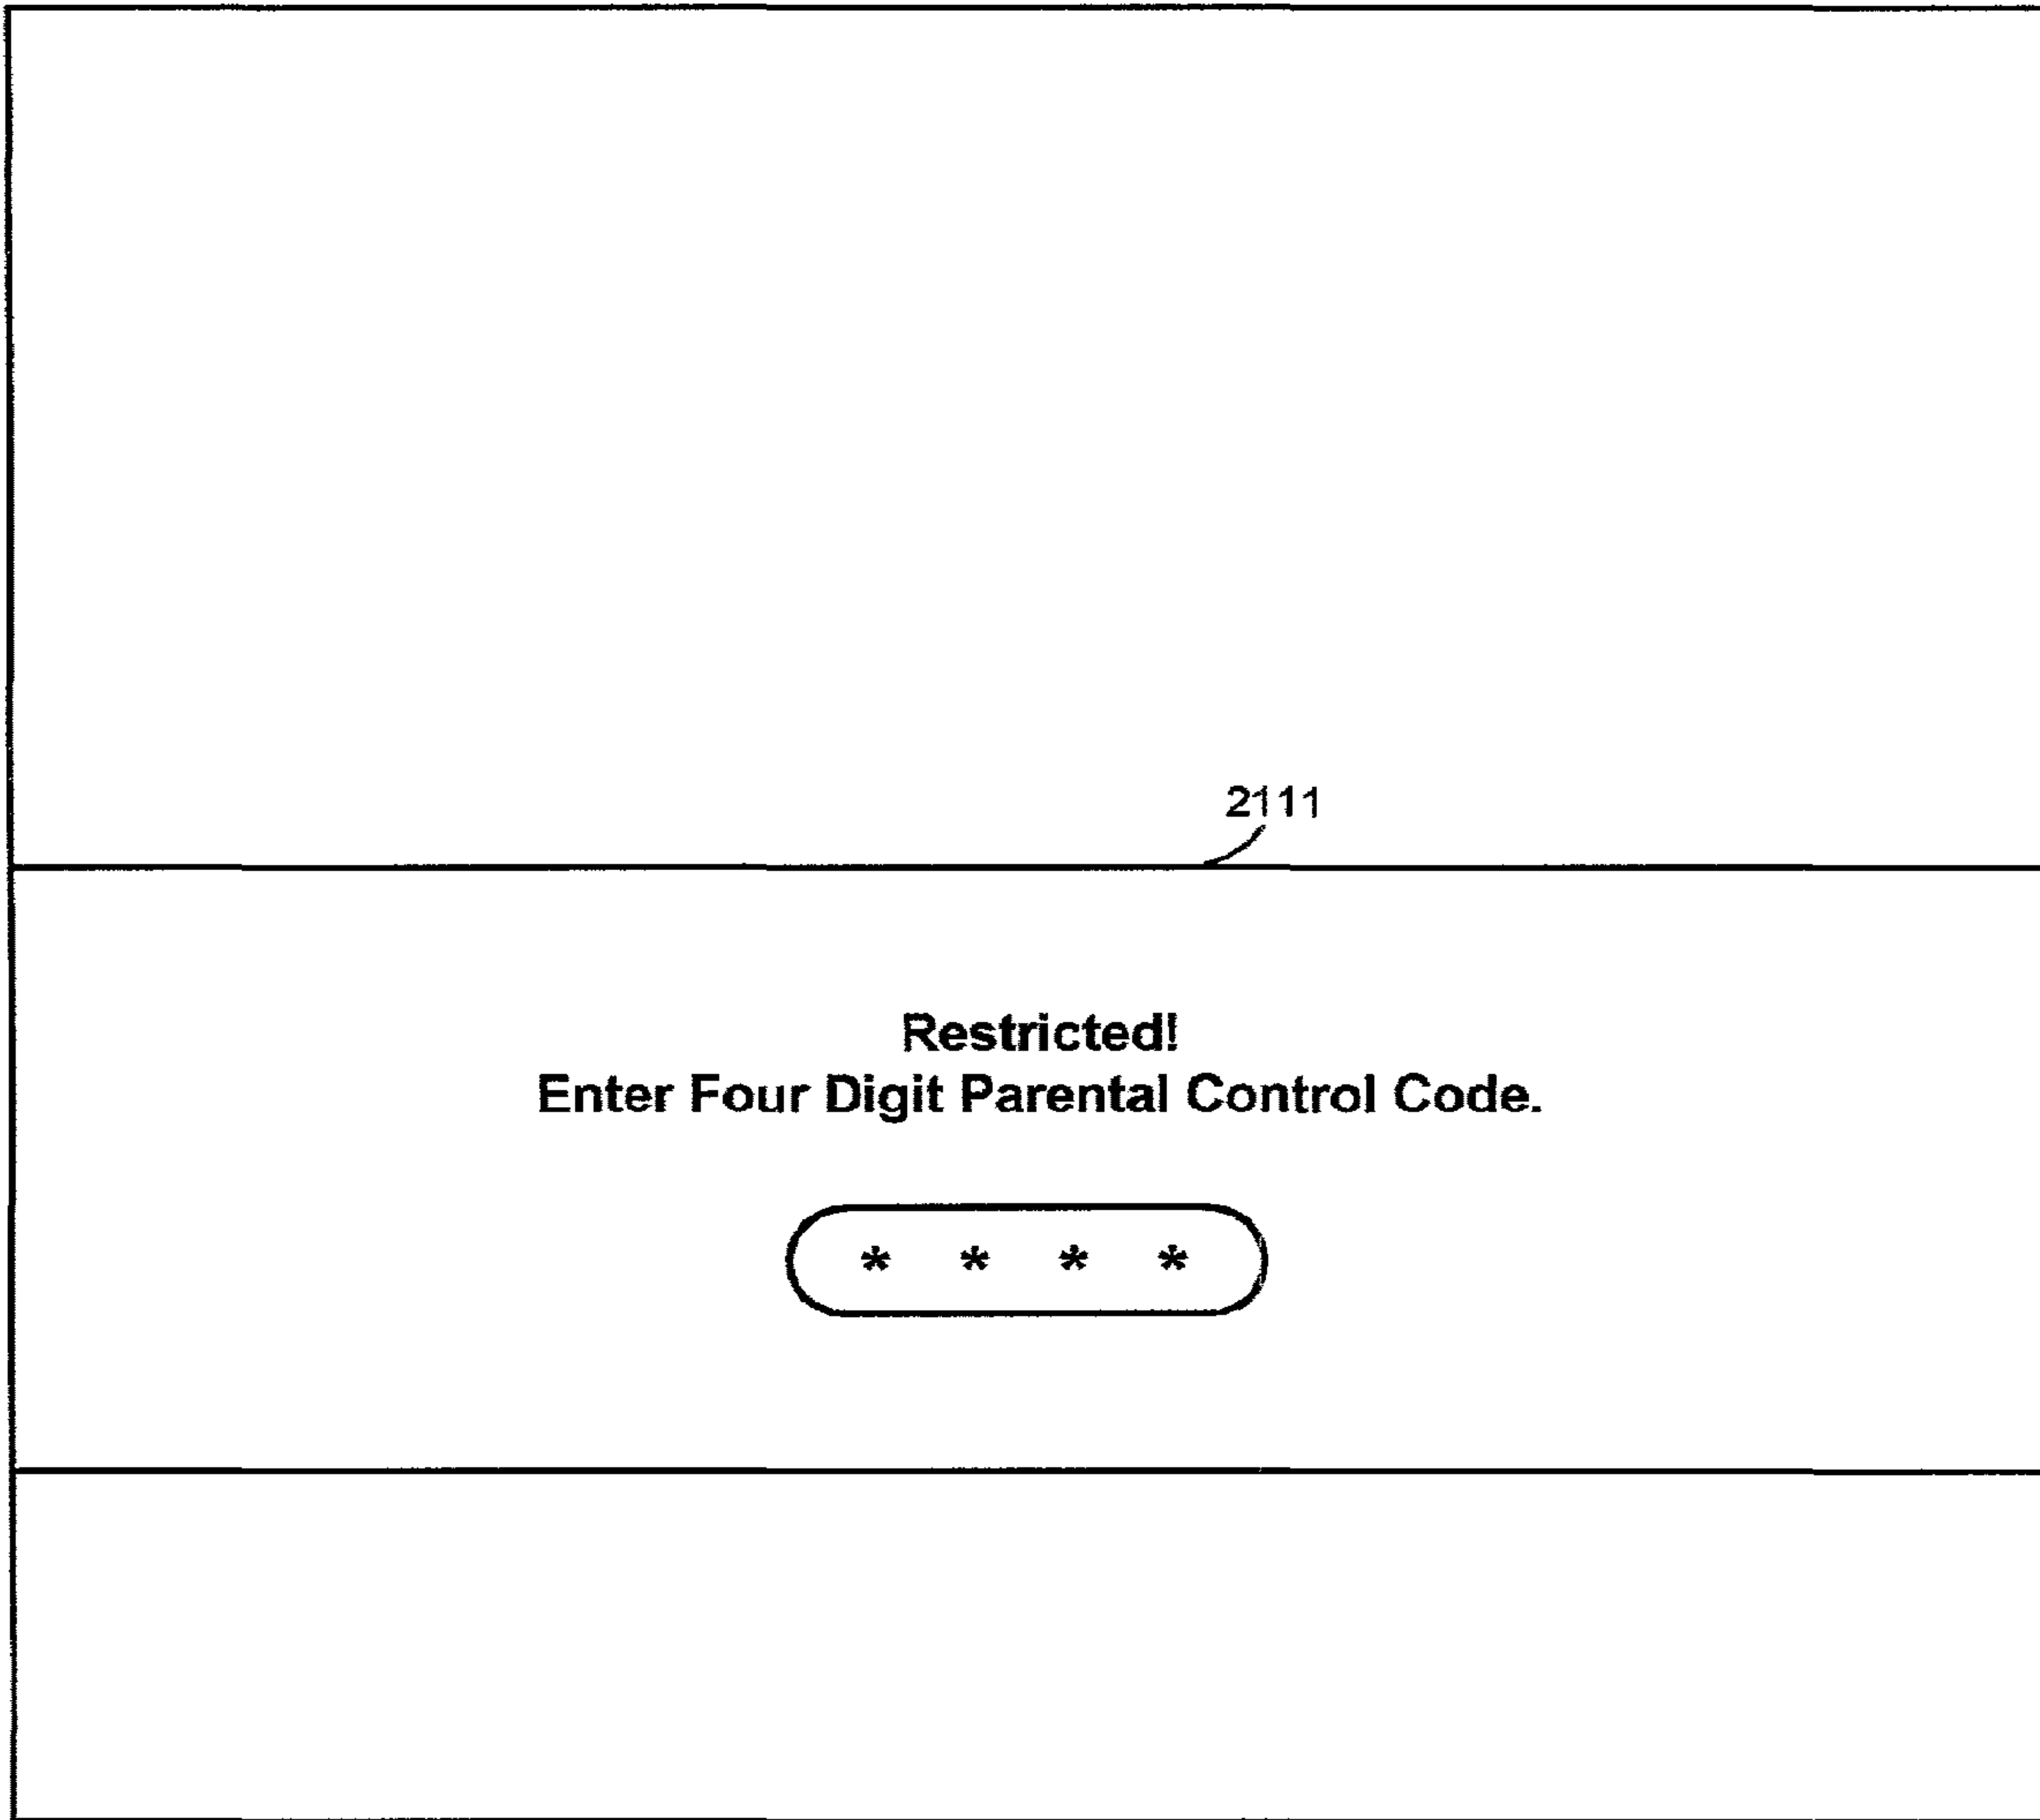 2111
Restricted!
Enter Four Digit Parental Control Code.
* * * *